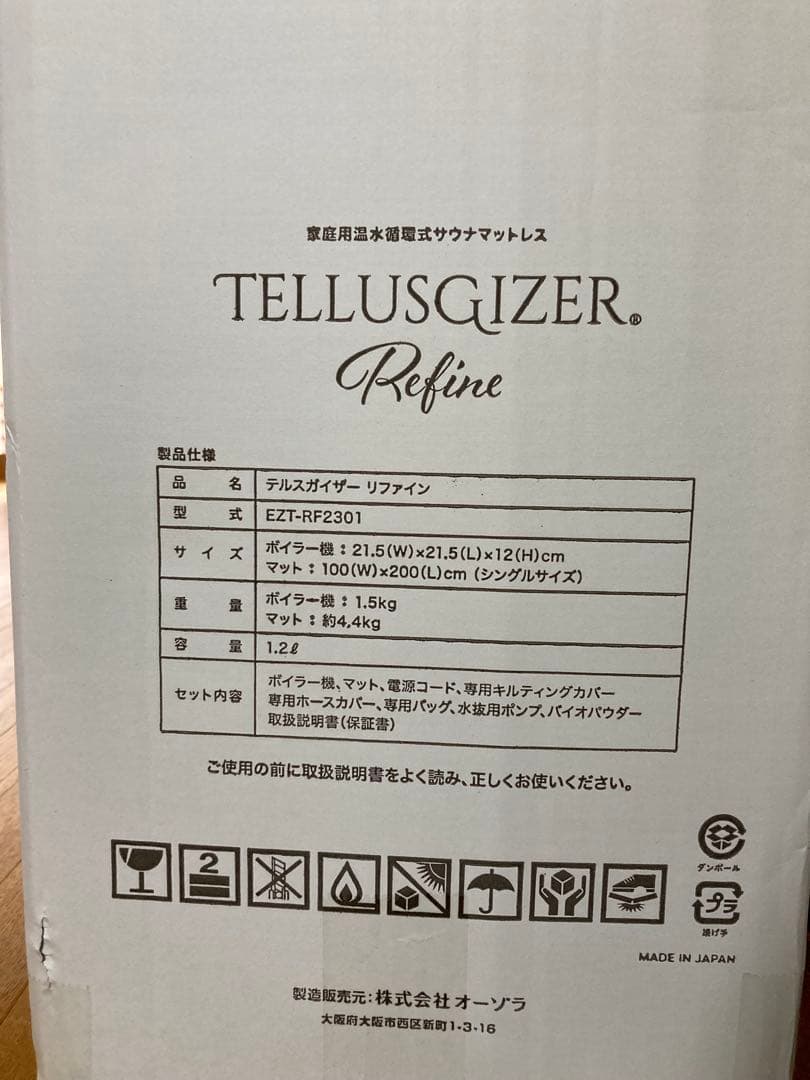 家庭用温水循環式サウナマットレス
TELLUSGIZER®
Refine
製品仕様
品名 テルスガイザー リファイン
型式 EZT-RF2301
サイズ ボイラー機：21.5(W)×21.5(L)×12(H)cm
マット：100(W)×200(L)cm (シングルサイズ)
重量 ボイラー機：1.5kg
マット：約4,4kg
容量 1.2ℓ
セット内容 ボイラー機、マット、電源コード、専用キルティングカバー
専用ホースカバー、専用バッグ、水抜用ポンプ、バイオパウダー
取扱説明書(保証書)
ご使用の前に取扱説明書をよく読み、正しくお使いください。
2
ダンボール
プラ
掛け予
MADE IN JAPAN
製造販売元：株式会社オーゾラ
大阪府大阪市西区新町1-3-16